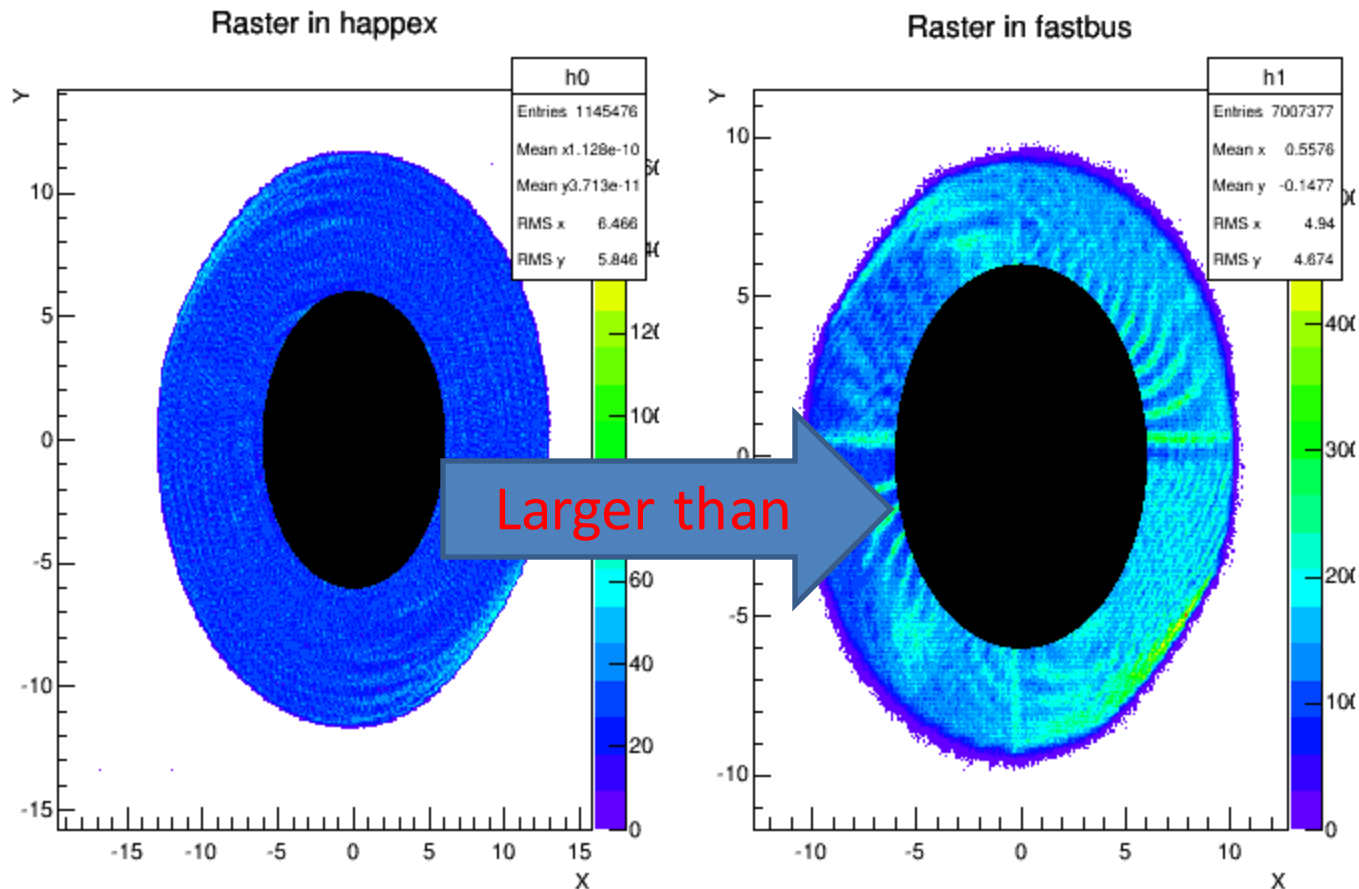 Raster in happex
Raster in fastbus
h0
Entries 1145476
Mean x1.128e-10
Mean y3.713e-11
RMS x 6.466
RMS y 5.846
h1
Entries 7007377
Mean x 0.5576
Mean y -0.1477
RMS x 4.94
RMS y 4.674
Y
10
5
0
-5
-10
-15
-15 -10 -5 0 5 10 15
X
120
60
40
20
0
Larger than
Y
10
5
0
-5
-10
-10 -5 0 5 10
X
0